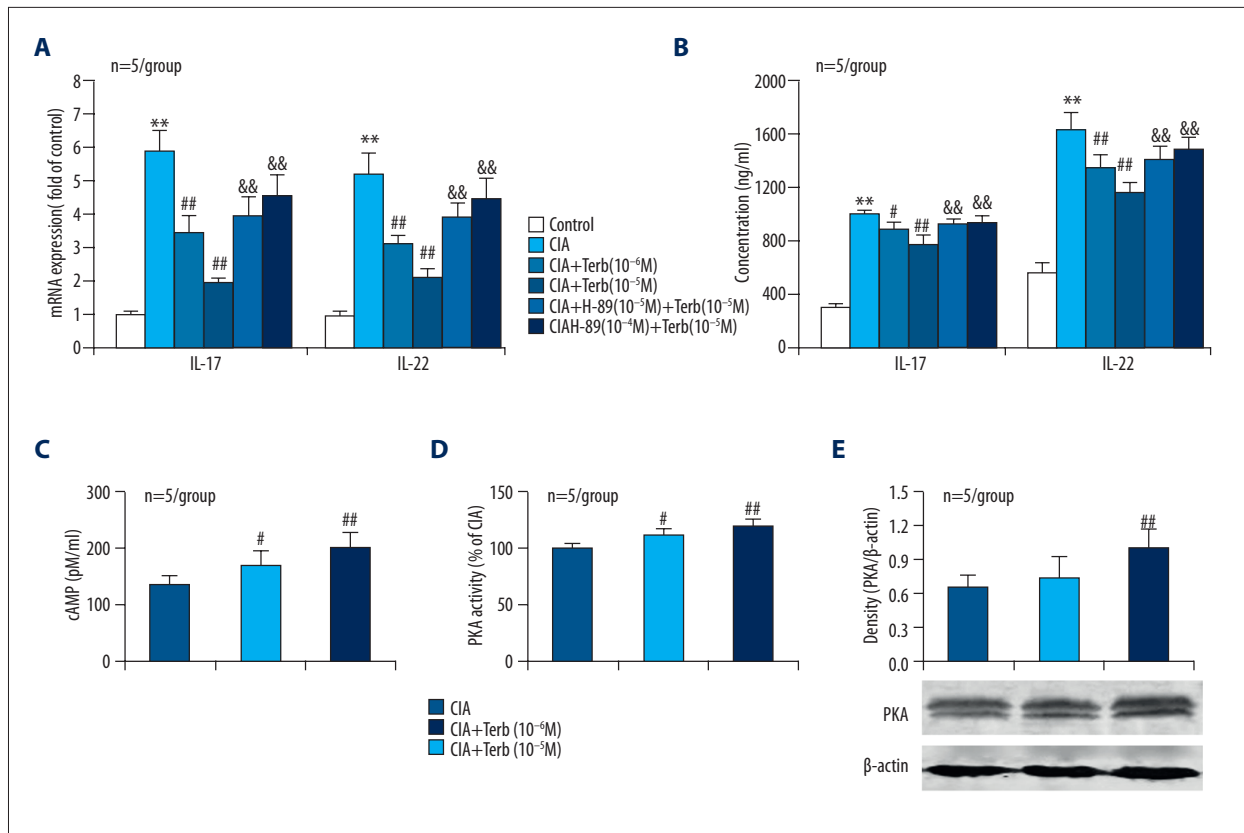 A
n=5/group
mRNA expression( fold of control)
8
7
6
5
4
3
2
1
0
**
##
##
&&
&&
**
##
##
&&
&&
IL-17
IL-22
Control
CIA
CIA+Terb(10⁻⁶M)
CIA+Terb(10⁻⁵M)
CIA+H-89(10⁻⁵M)+Terb(10⁻⁵M)
CIAH-89(10⁻⁴M)+Terb(10⁻⁵M)
B
n=5/group
Concentration (ng/ml)
2000
1600
1200
800
400
0
**
#
##
&&
&&
**
##
##
&&
&&
IL-17
IL-22
C
n=5/group
cAMP (pM/ml)
300
200
100
0
#
##
D
n=5/group
PKA activity (% of CIA)
150
100
50
0
#
##
CIA
CIA+Terb (10⁻⁶M)
CIA+Terb (10⁻⁵M)
E
n=5/group
Density (PKA/β-actin)
1.5
1.2
0.9
0.6
0.3
0.0
##
PKA
β-actin